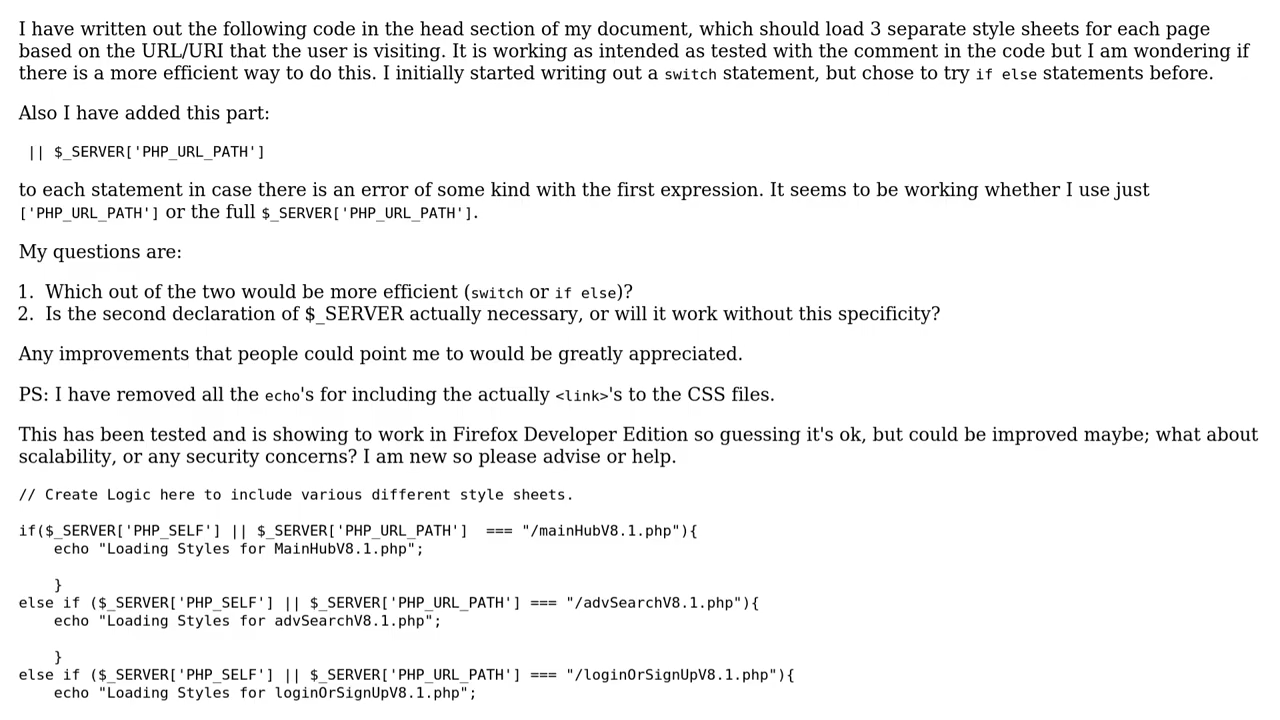 I have written out the following code in the head section of my document, which should load 3 separate style sheets for each page
based on the URL/URI that the user is visiting. It is working as intended as tested with the comment in the code but I am wondering if
there is a more efficient way to do this. I initially started writing out a switch statement, but chose to try if else statements before.
Also I have added this part:
|| $_SERVER['PHP_URL_PATH']
to each statement in case there is an error of some kind with the first expression. It seems to be working whether I use just
['PHP_URL_PATH'] or the full $_SERVER['PHP_URL_PATH'].
My questions are:
1. Which out of the two would be more efficient (switch or if else)?
2. Is the second declaration of $_SERVER actually necessary, or will it work without this specificity?
Any improvements that people could point me to would be greatly appreciated.
PS: I have removed all the echo's for including the actually <link>'s to the CSS files.
This has been tested and is showing to work in Firefox Developer Edition so guessing it's ok, but could be improved maybe; what about
scalability, or any security concerns? I am new so please advise or help.
// Create Logic here to include various different style sheets.
if($_SERVER['PHP_SELF'] || $_SERVER['PHP_URL_PATH']  === "/mainHubV8.1.php"){
    echo "Loading Styles for MainHubV8.1.php";
    }
else if ($_SERVER['PHP_SELF'] || $_SERVER['PHP_URL_PATH'] === "/advSearchV8.1.php"){
    echo "Loading Styles for advSearchV8.1.php";
    }
else if ($_SERVER['PHP_SELF'] || $_SERVER['PHP_URL_PATH'] === "/loginOrSignUpV8.1.php"){
    echo "Loading Styles for loginOrSignUpV8.1.php";